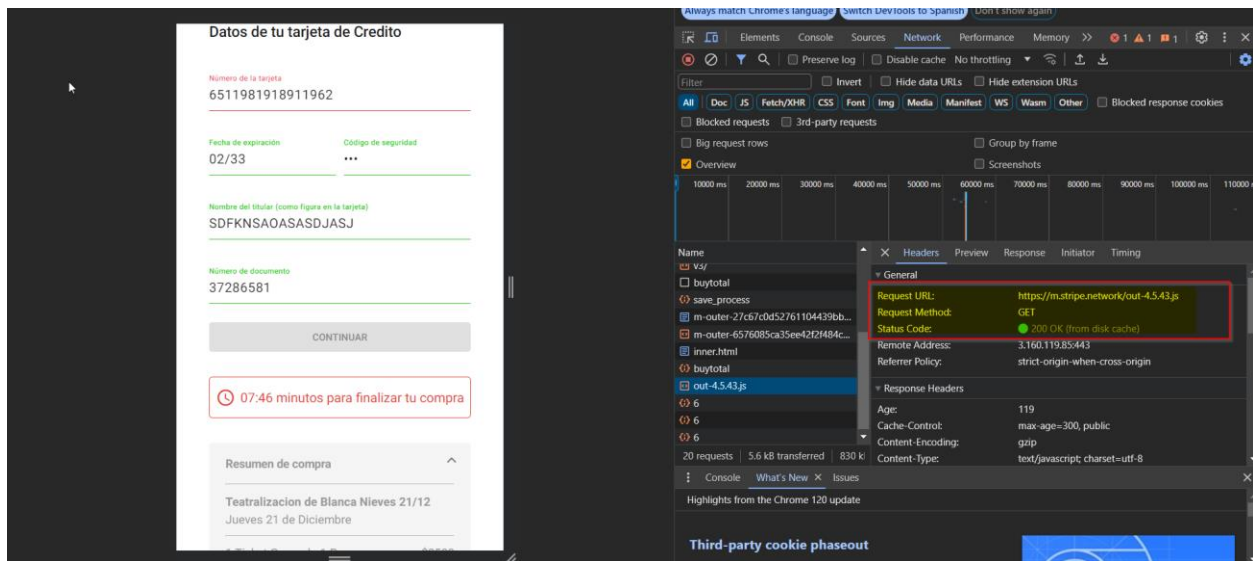 Datos de tu tarjeta de Credito
Número de la tarjeta
6511981918911962
Fecha de expiración Código de seguridad
02/33 •••
Nombre del titular (como figura en la tarjeta)
SDFKNSAOASASDJASJ
Número de documento
37286581
CONTINUAR
07:46 minutos para finalizar tu compra
Resumen de compra
Teatralizacion de Blanca Nieves 21/12
Jueves 21 de Diciembre
Always match Chrome's language Switch DevTools to Spanish Don't show again
Elements Console Sources Network Performance Memory 1 1 1
Preserve log Disable cache No throttling
Filter Invert Hide data URLs Hide extension URLs
All Doc JS Fetch/XHR CSS Font Img Media Manifest WS Wasm Other Blocked response cookies
Blocked requests 3rd-party requests
Big request rows Group by frame
Overview Screenshots
10000 ms 20000 ms 30000 ms 40000 ms 50000 ms 60000 ms 70000 ms 80000 ms 90000 ms 100000 ms 110000
Name
v3/
buytotal
save_process
m-outer-27c67c0d52761104439bb...
m-outer-6576085ca35ee42f2f484c...
inner.html
buytotal
out-4.5.43.js
6
6
6
20 requests 5.6 kB transferred 830 k
Headers Preview Response Initiator Timing
General
Request URL: https://m.stripe.network/out-4.5.43.js
Request Method: GET
Status Code: 200 OK (from disk cache)
Remote Address: 3.160.119.85:443
Referrer Policy: strict-origin-when-cross-origin
Response Headers
Age: 119
Cache-Control: max-age=300, public
Content-Encoding: gzip
Content-Type: text/javascript; charset=utf-8
Console What's New Issues
Highlights from the Chrome 120 update
Third-party cookie phaseout